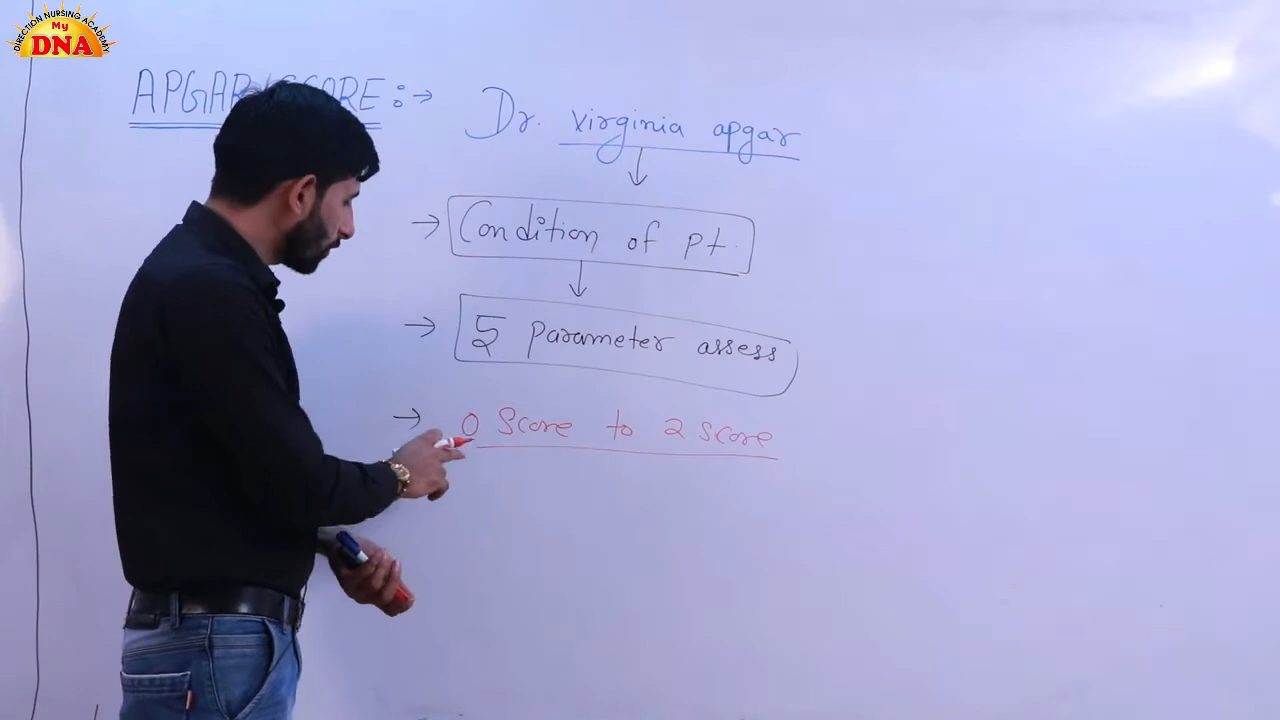 DIRECTION NURSING ACADEMY
My
DNA
APGAR SCORE :→ Dr. virginia apgar
→ Condition of pt.
→ 5 parameter assess
→ 0 Score to 2 score